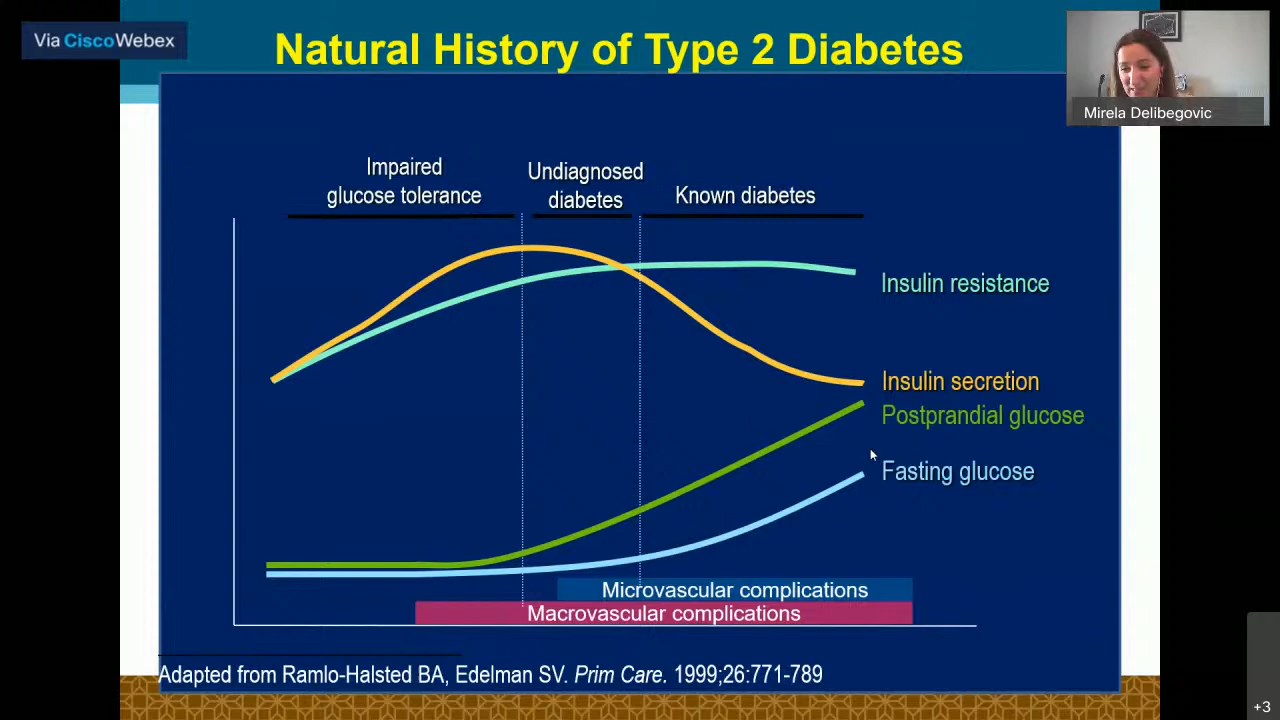 Via Cisco Webex
Natural History of Type 2 Diabetes
Mirela Delibegovic
Impaired
glucose tolerance
Undiagnosed
diabetes
Known diabetes
Insulin resistance
Insulin secretion
Postprandial glucose
Fasting glucose
Microvascular complications
Macrovascular complications
Adapted from Ramlo-Halsted BA, Edelman SV. Prim Care. 1999;26:771-789
+3